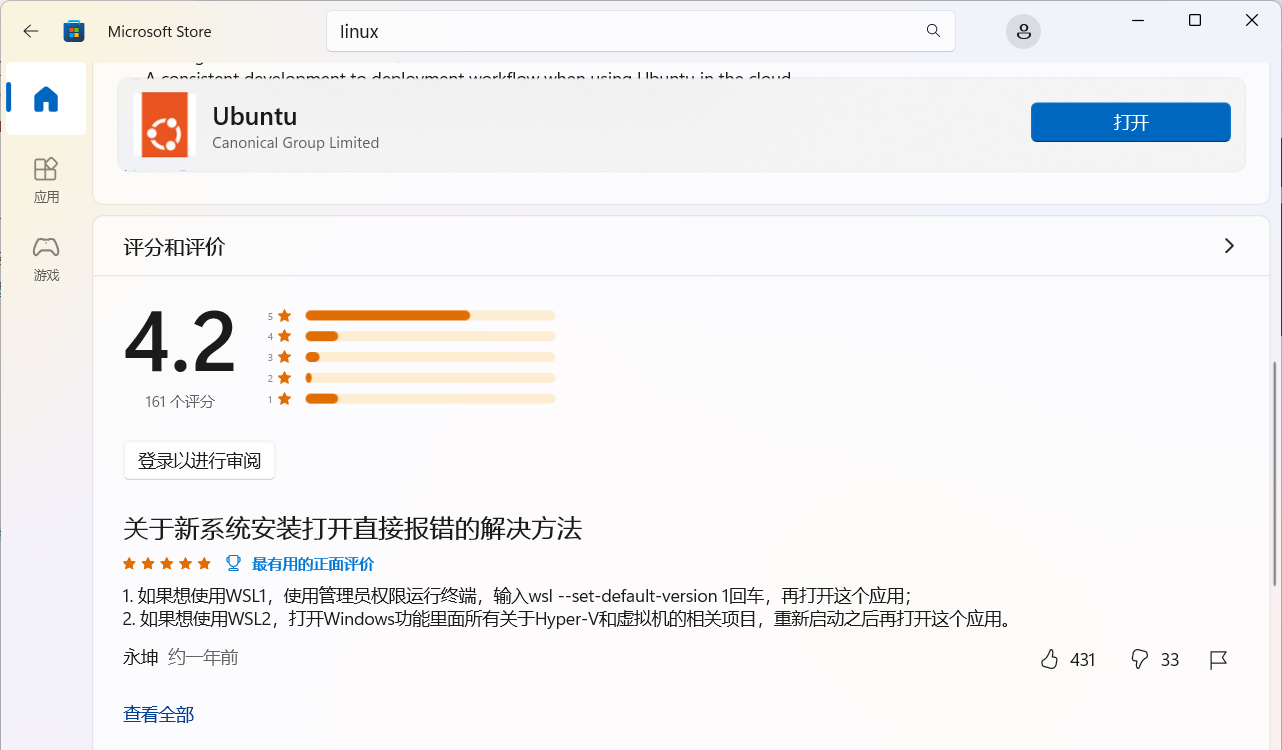 Microsoft Store
linux
A consistent development to deployment workflow when using Ubuntu in the cloud
Ubuntu
Canonical Group Limited
打开
应用
游戏
评分和评价
4.2
161 个评分
5
4
3
2
1
登录以进行审阅
关于新系统安装打开直接报错的解决方法
最有用的正面评价
1. 如果想使用WSL1，使用管理员权限运行终端，输入wsl --set-default-version 1回车，再打开这个应用；
2. 如果想使用WSL2，打开Windows功能里面所有关于Hyper-V和虚拟机的相关项目，重新启动之后再打开这个应用。
永坤 约一年前
431
33
查看全部